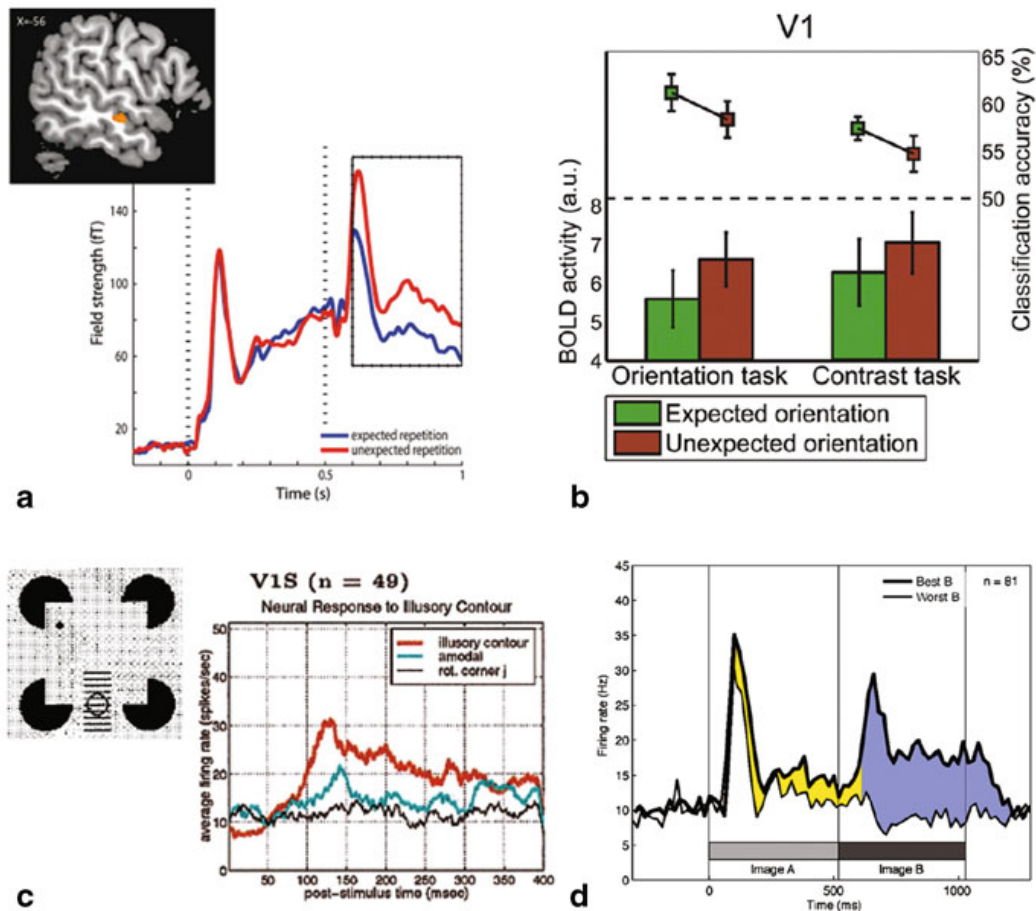 X=-56
Field strength (fT)
140
100
60
20
0
0.5
1
expected repetition
unexpected repetition
Time (s)
a
V1
BOLD activity (a.u.)
8
7
6
5
4
65
60
55
50
Classification accuracy (%)
Orientation task
Contrast task
Expected orientation
Unexpected orientation
b
V1S (n = 49)
Neural Response to Illusory Contour
average firing rate (spikes/sec)
50
40
30
20
10
0
illusory contour
amodal
rot. corner j
50 100 150 200 250 300 350 400
post-stimulus time (msec)
c
Firing rate (Hz)
45
40
35
30
25
20
15
10
5
0
Best B
Worst B
n = 81
Image A
Image B
0 500 1000
Time (ms)
d